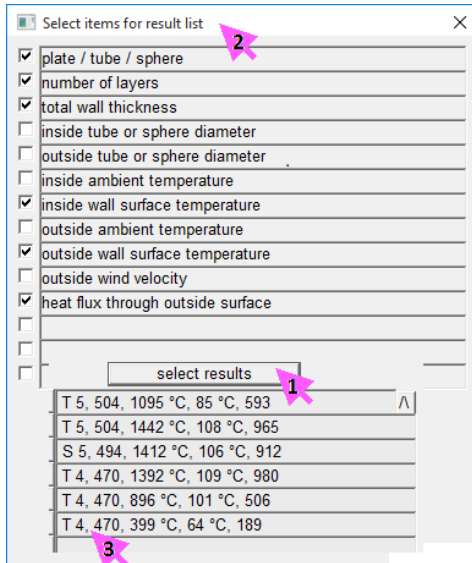 Select items for result list
2
plate / tube / sphere
number of layers
total wall thickness
inside tube or sphere diameter
outside tube or sphere diameter
inside ambient temperature
inside wall surface temperature
outside ambient temperature
outside wall surface temperature
outside wind velocity
heat flux through outside surface
select results
1
T 5, 504, 1095 °C, 85 °C, 593
T 5, 504, 1442 °C, 108 °C, 965
S 5, 494, 1412 °C, 106 °C, 912
T 4, 470, 1392 °C, 109 °C, 980
T 4, 470, 896 °C, 101 °C, 506
T 4, 470, 399 °C, 64 °C, 189
3